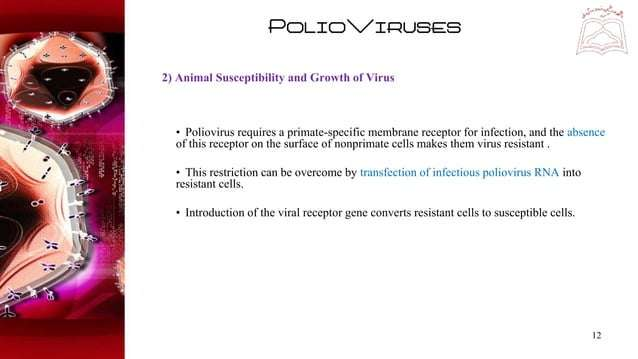 PolioViruses
2) Animal Susceptibility and Growth of Virus
• Poliovirus requires a primate-specific membrane receptor for infection, and the absence
of this receptor on the surface of nonprimate cells makes them virus resistant .
• This restriction can be overcome by transfection of infectious poliovirus RNA into
resistant cells.
• Introduction of the viral receptor gene converts resistant cells to susceptible cells.
12